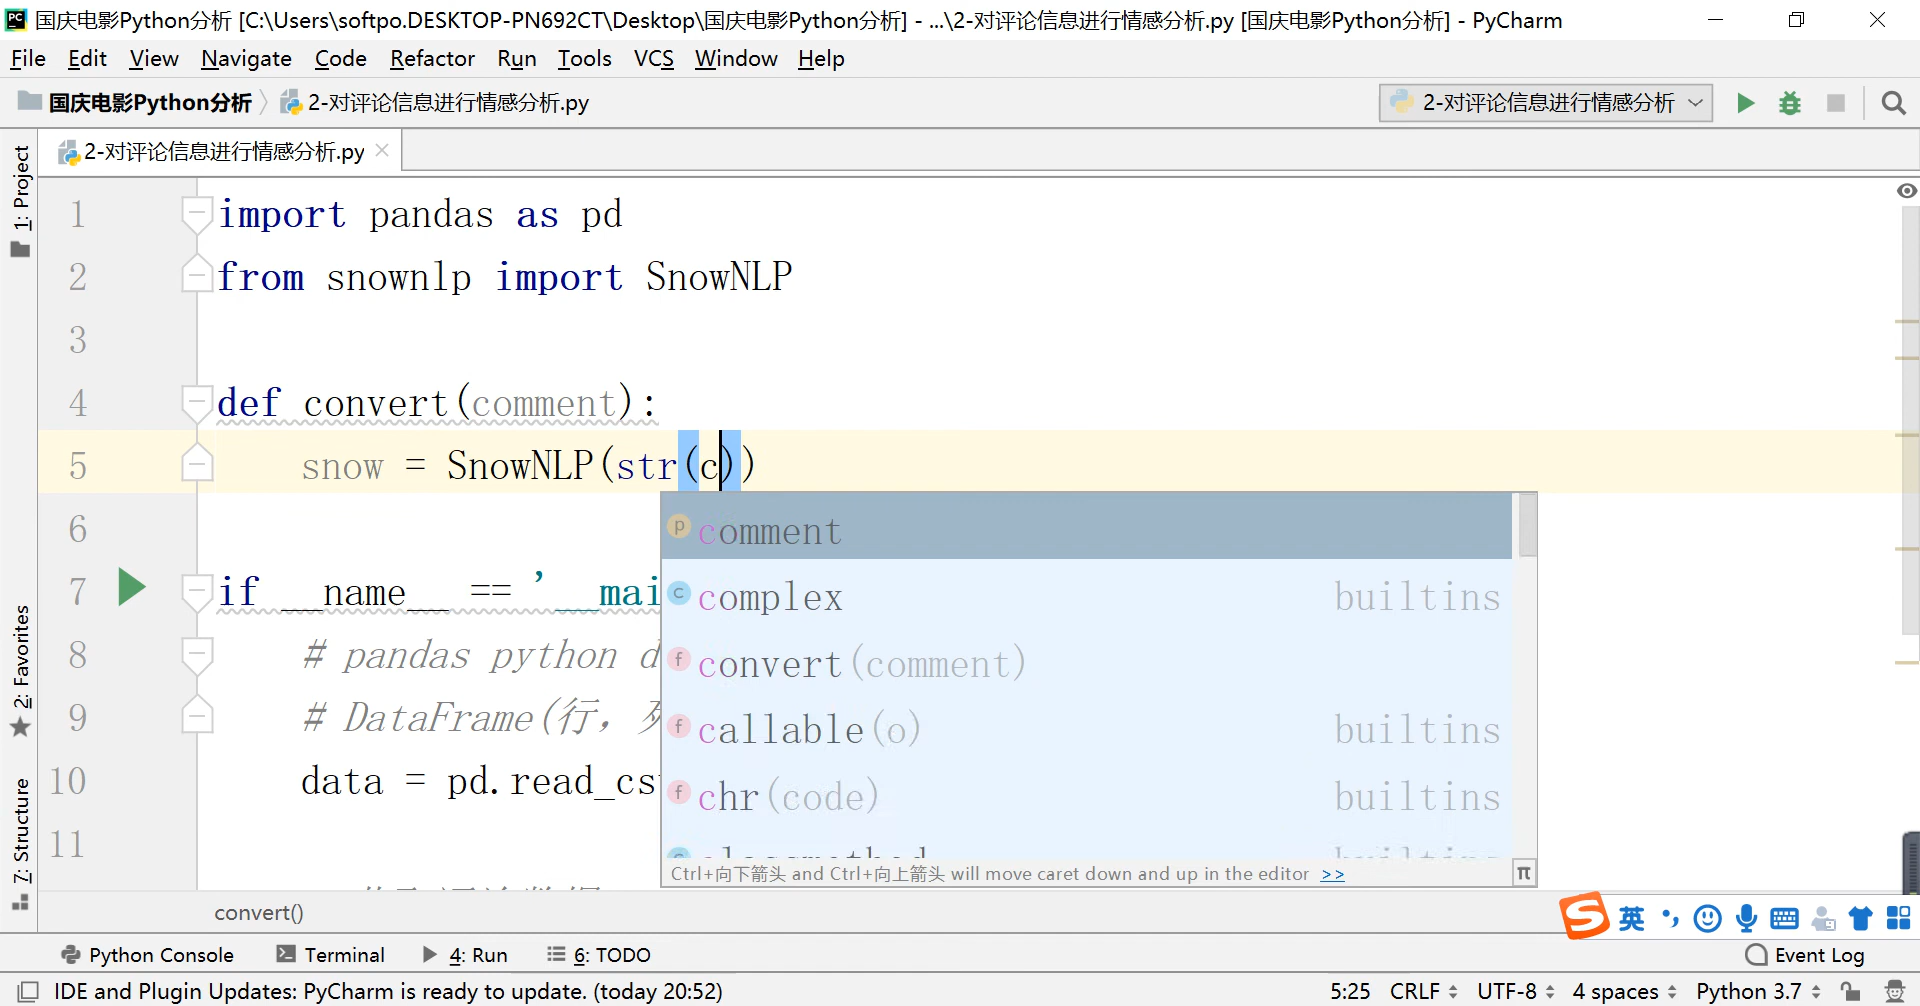 PC 国庆电影Python分析 [C:\Users\softpo.DESKTOP-PN692CT\Desktop\国庆电影Python分析] - ...\2-对评论信息进行情感分析.py [国庆电影Python分析] - PyCharm
File Edit View Navigate Code Refactor Run Tools VCS Window Help
国庆电影Python分析 2-对评论信息进行情感分析.py 2-对评论信息进行情感分析
2-对评论信息进行情感分析.py
1: Project
2: Favorites
7: Structure
1 import pandas as pd
2 from snownlp import SnowNLP
3
4 def convert(comment):
5 snow = SnowNLP(str(c))
6
7 if __name__ == '__mai
8 # pandas python d
9 # DataFrame(行,
10 data = pd.read_cs
11
p comment
c complex builtins
f convert(comment)
f callable(o) builtins
f chr(code) builtins
Ctrl+向下箭头 and Ctrl+向上箭头 will move caret down and up in the editor >> π
convert()
S 英
Python Console Terminal 4: Run 6: TODO Event Log
IDE and Plugin Updates: PyCharm is ready to update. (today 20:52) 5:25 CRLF UTF-8 4 spaces Python 3.7